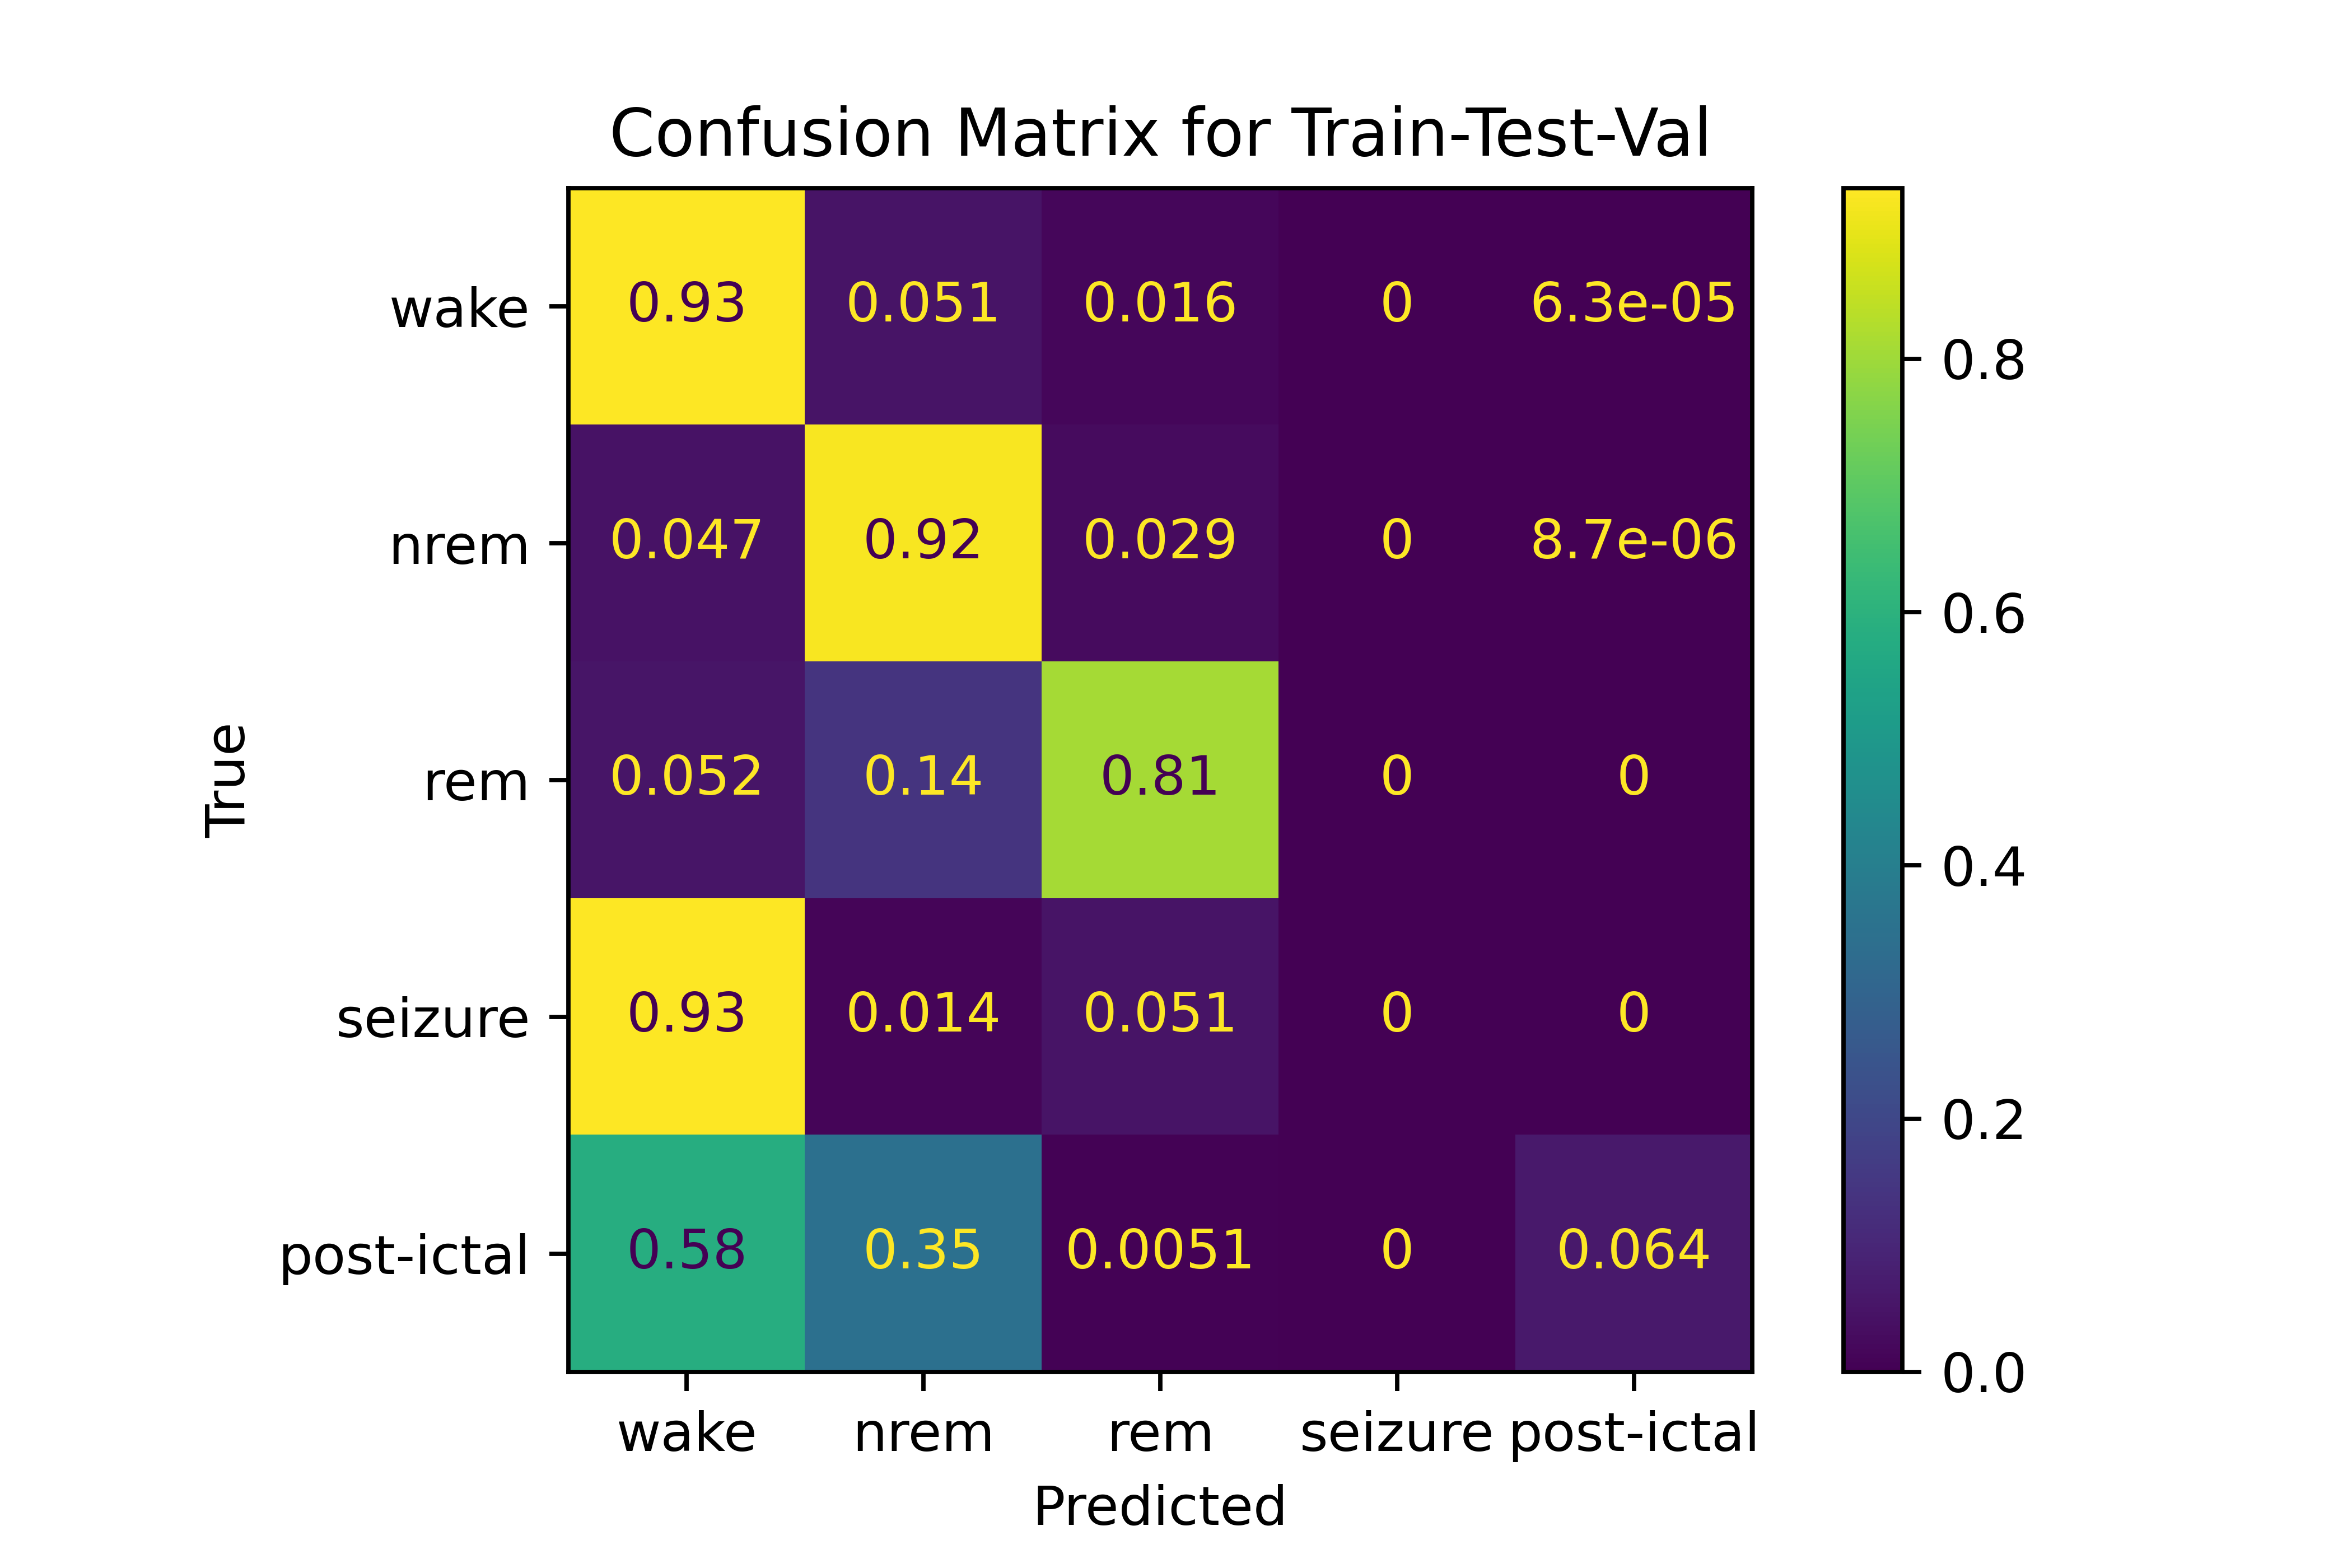 Confusion Matrix for Train-Test-Val
wake 0.93 0.051 0.016 0 6.3e-05
0.8
nrem 0.047 0.92 0.029 0 8.7e-06
0.6
True
rem 0.052 0.14 0.81 0 0
0.4
seizure 0.93 0.014 0.051 0 0
0.2
post-ictal 0.58 0.35 0.0051 0 0.064
0.0
wake nrem rem seizure post-ictal
Predicted